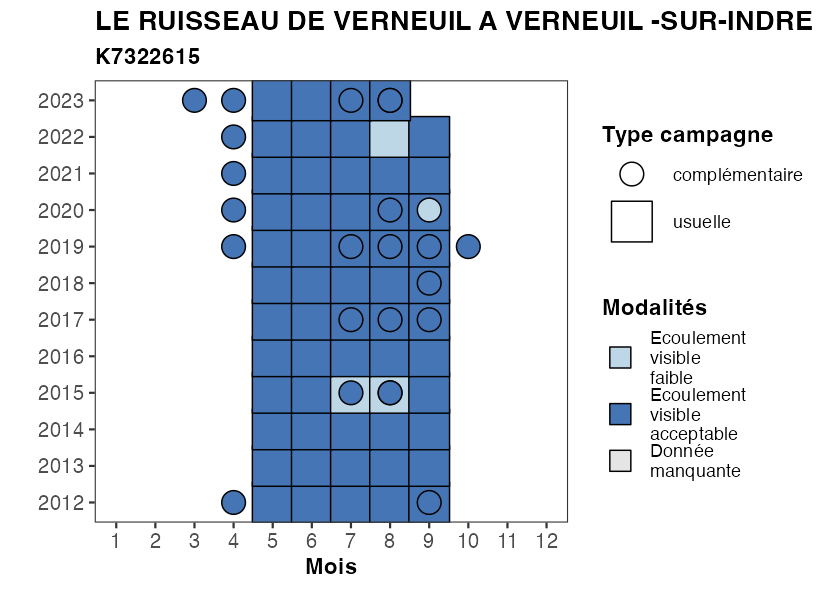 LE RUISSEAU DE VERNEUIL A VERNEUIL -SUR-INDRE
K7322615
2023
2022
2021
2020
2019
2018
2017
2016
2015
2014
2013
2012
1 2 3 4 5 6 7 8 9 10 11 12
Mois
Type campagne
complémentaire
usuelle
Modalités
Ecoulement
visible
faible
Ecoulement
visible
acceptable
Donnée
manquante